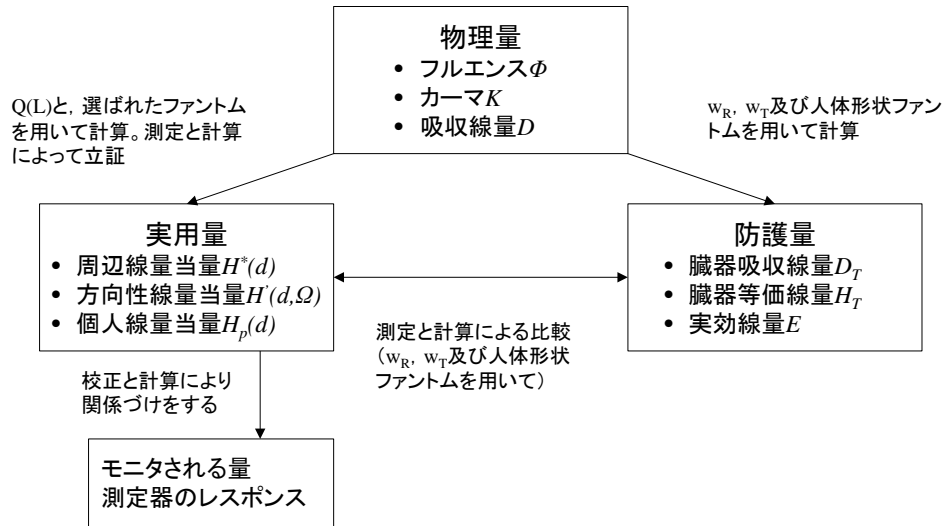 物理量
• フルエンスΦ
• カーマK
• 吸収線量D
Q(L)と，選ばれたファントム
を用いて計算。測定と計算
によって立証
wR, wT及び人体形状ファン
トムを用いて計算
実用量
• 周辺線量当量H*(d)
• 方向性線量当量H'(d,Ω)
• 個人線量当量Hp(d)
防護量
• 臓器吸収線量DT
• 臓器等価線量HT
• 実効線量E
測定と計算による比較
（wR, wT及び人体形状
ファントムを用いて）
校正と計算により
関係づけをする
モニタされる量
測定器のレスポンス